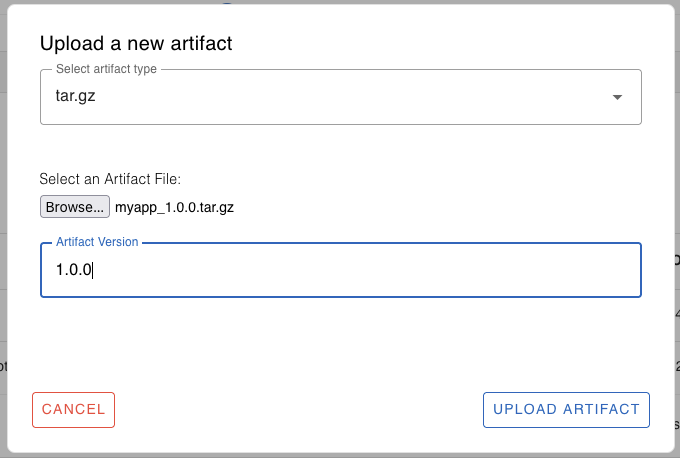 Upload a new artifact
Select artifact type
tar.gz
Select an Artifact File:
Browse... myapp_1.0.0.tar.gz
Artifact Version
1.0.0
CANCEL
UPLOAD ARTIFACT